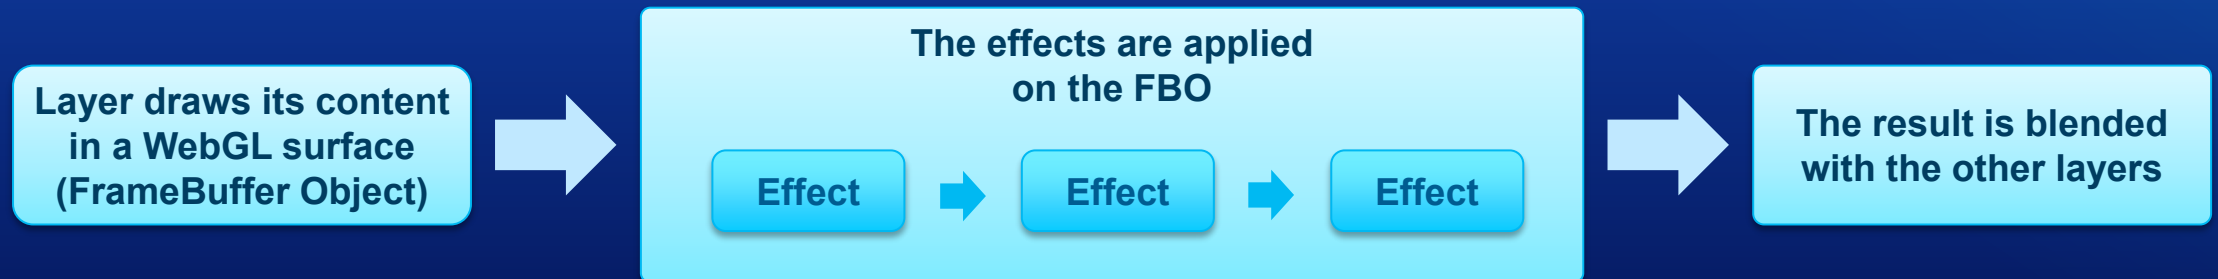 Layer draws its content
in a WebGL surface
(FrameBuffer Object)
The effects are applied
on the FBO
Effect
Effect
Effect
The result is blended
with the other layers